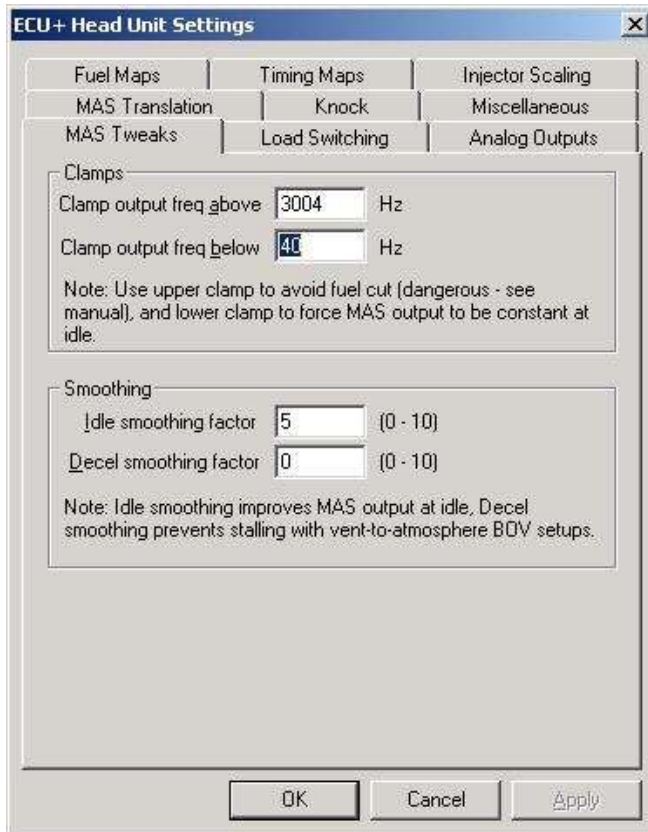 ECU+ Head Unit Settings
Fuel Maps Timing Maps Injector Scaling
MAS Translation Knock Miscellaneous
MAS Tweaks Load Switching Analog Outputs
Clamps
Clamp output freq above 3004 Hz
Clamp output freq below 40 Hz
Note: Use upper clamp to avoid fuel cut (dangerous - see
manual), and lower clamp to force MAS output to be constant at
idle.
Smoothing
Idle smoothing factor 5 (0 - 10)
Decel smoothing factor 0 (0 - 10)
Note: Idle smoothing improves MAS output at idle, Decel
smoothing prevents stalling with vent-to-atmosphere BOV setups.
OK Cancel Apply